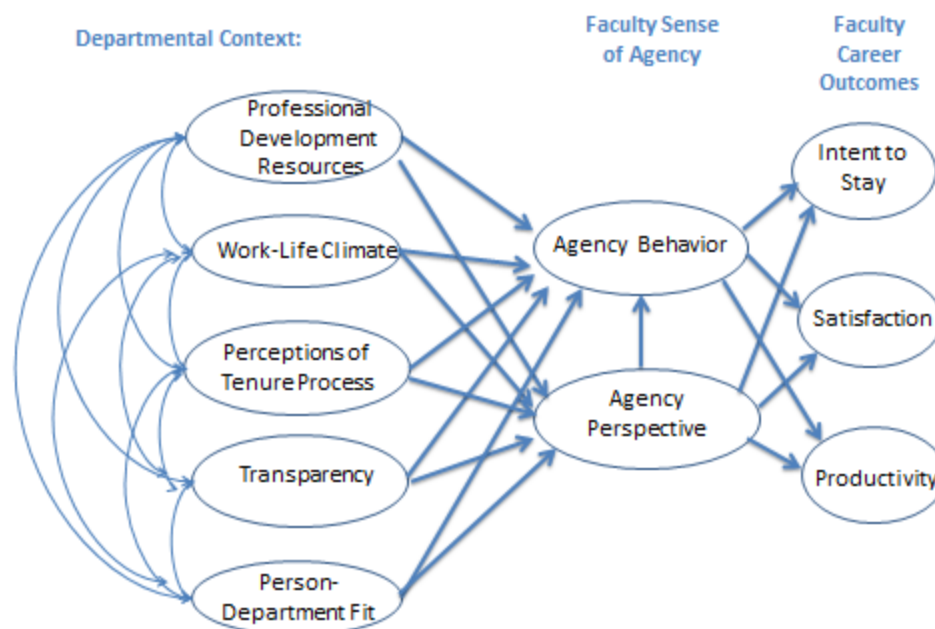 Departmental Context:
Faculty Sense
of Agency
Faculty
Career
Outcomes
Professional
Development
Resources
Work-Life Climate
Perceptions of
Tenure Process
Transparency
Person-
Department Fit
Agency Behavior
Agency
Perspective
Intent to
Stay
Satisfaction
Productivity